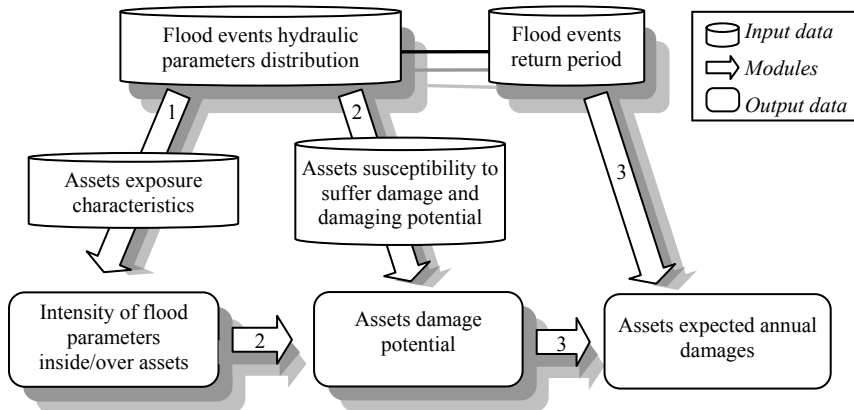 Flood events hydraulic
parameters distribution
Flood events
return period
Input data
Modules
Output data
1
2
3
Assets exposure
characteristics
Assets susceptibility to
suffer damage and
damaging potential
Intensity of flood
parameters
inside/over assets
2
Assets damage
potential
3
Assets expected annual
damages